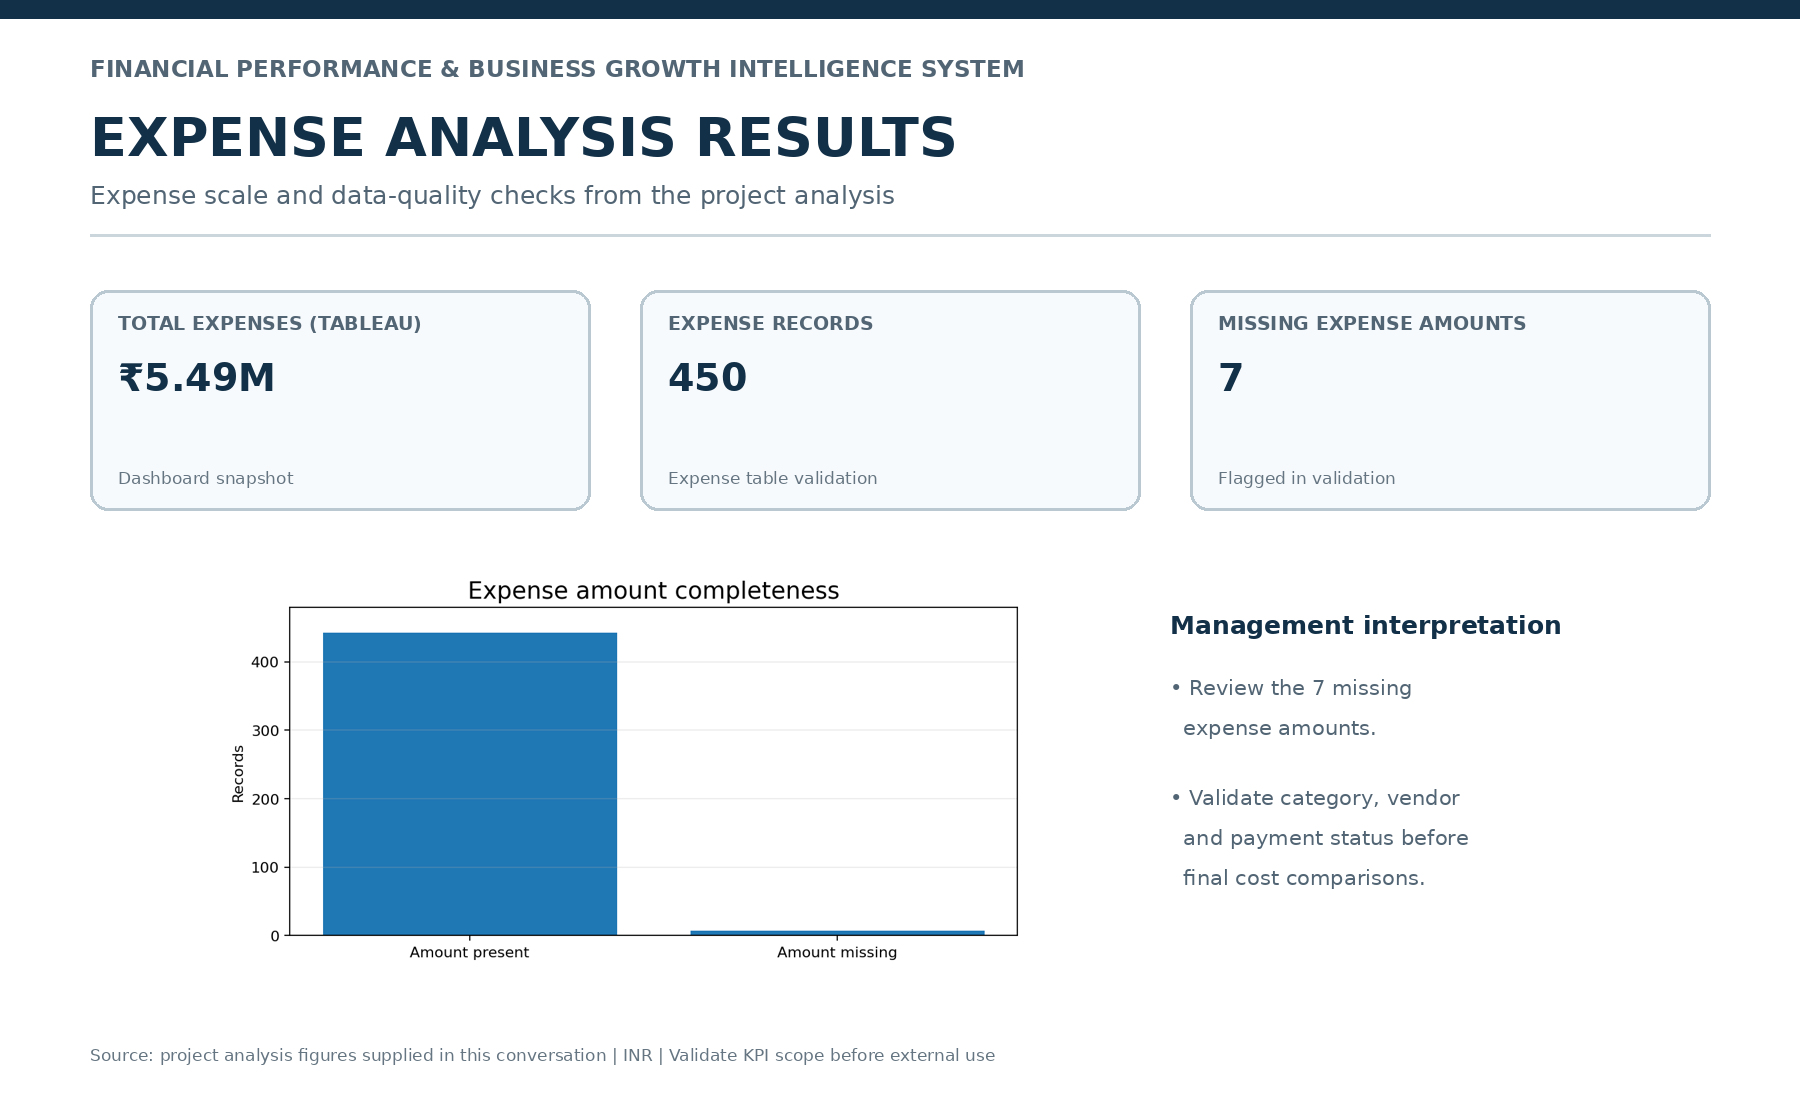 FINANCIAL PERFORMANCE & BUSINESS GROWTH INTELLIGENCE SYSTEM
EXPENSE ANALYSIS RESULTS
Expense scale and data-quality checks from the project analysis
TOTAL EXPENSES (TABLEAU)
₹5.49M
Dashboard snapshot
EXPENSE RECORDS
450
Expense table validation
MISSING EXPENSE AMOUNTS
7
Flagged in validation
Expense amount completeness
Records
400
300
200
100
0
Amount present
Amount missing
Management interpretation
• Review the 7 missing
expense amounts.
• Validate category, vendor
and payment status before
final cost comparisons.
Source: project analysis figures supplied in this conversation | INR | Validate KPI scope before external use